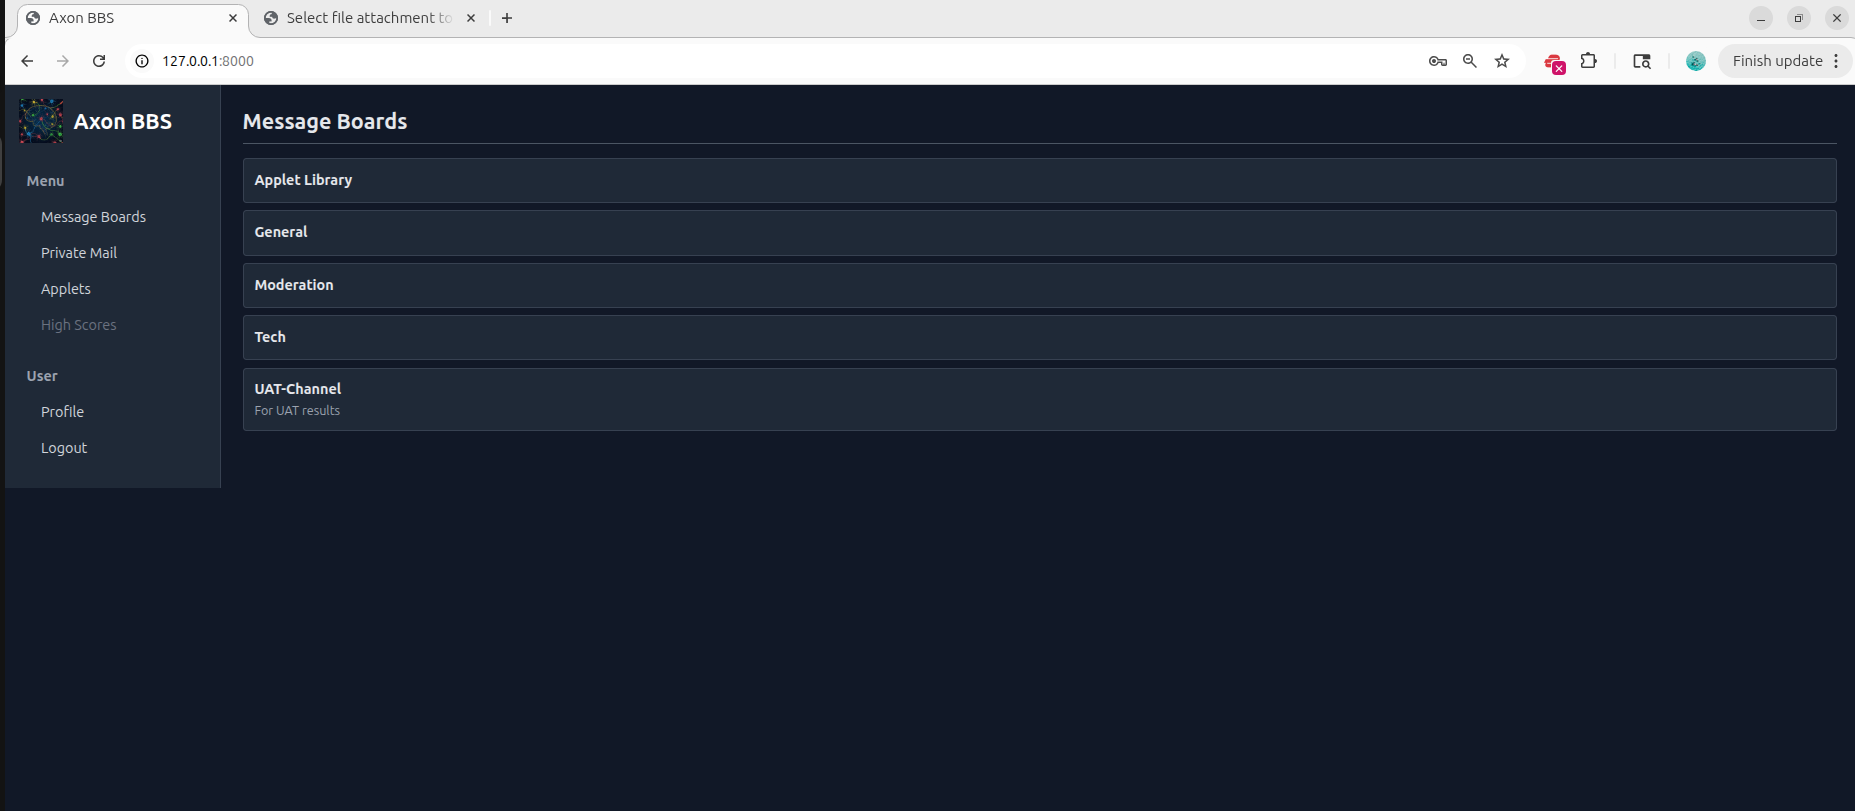 Axon BBS
Select file attachment to
127.0.0.1:8000
Finish update
Axon BBS
Menu
Message Boards
Private Mail
Applets
High Scores
User
Profile
Logout
Message Boards
Applet Library
General
Moderation
Tech
UAT-Channel
For UAT results